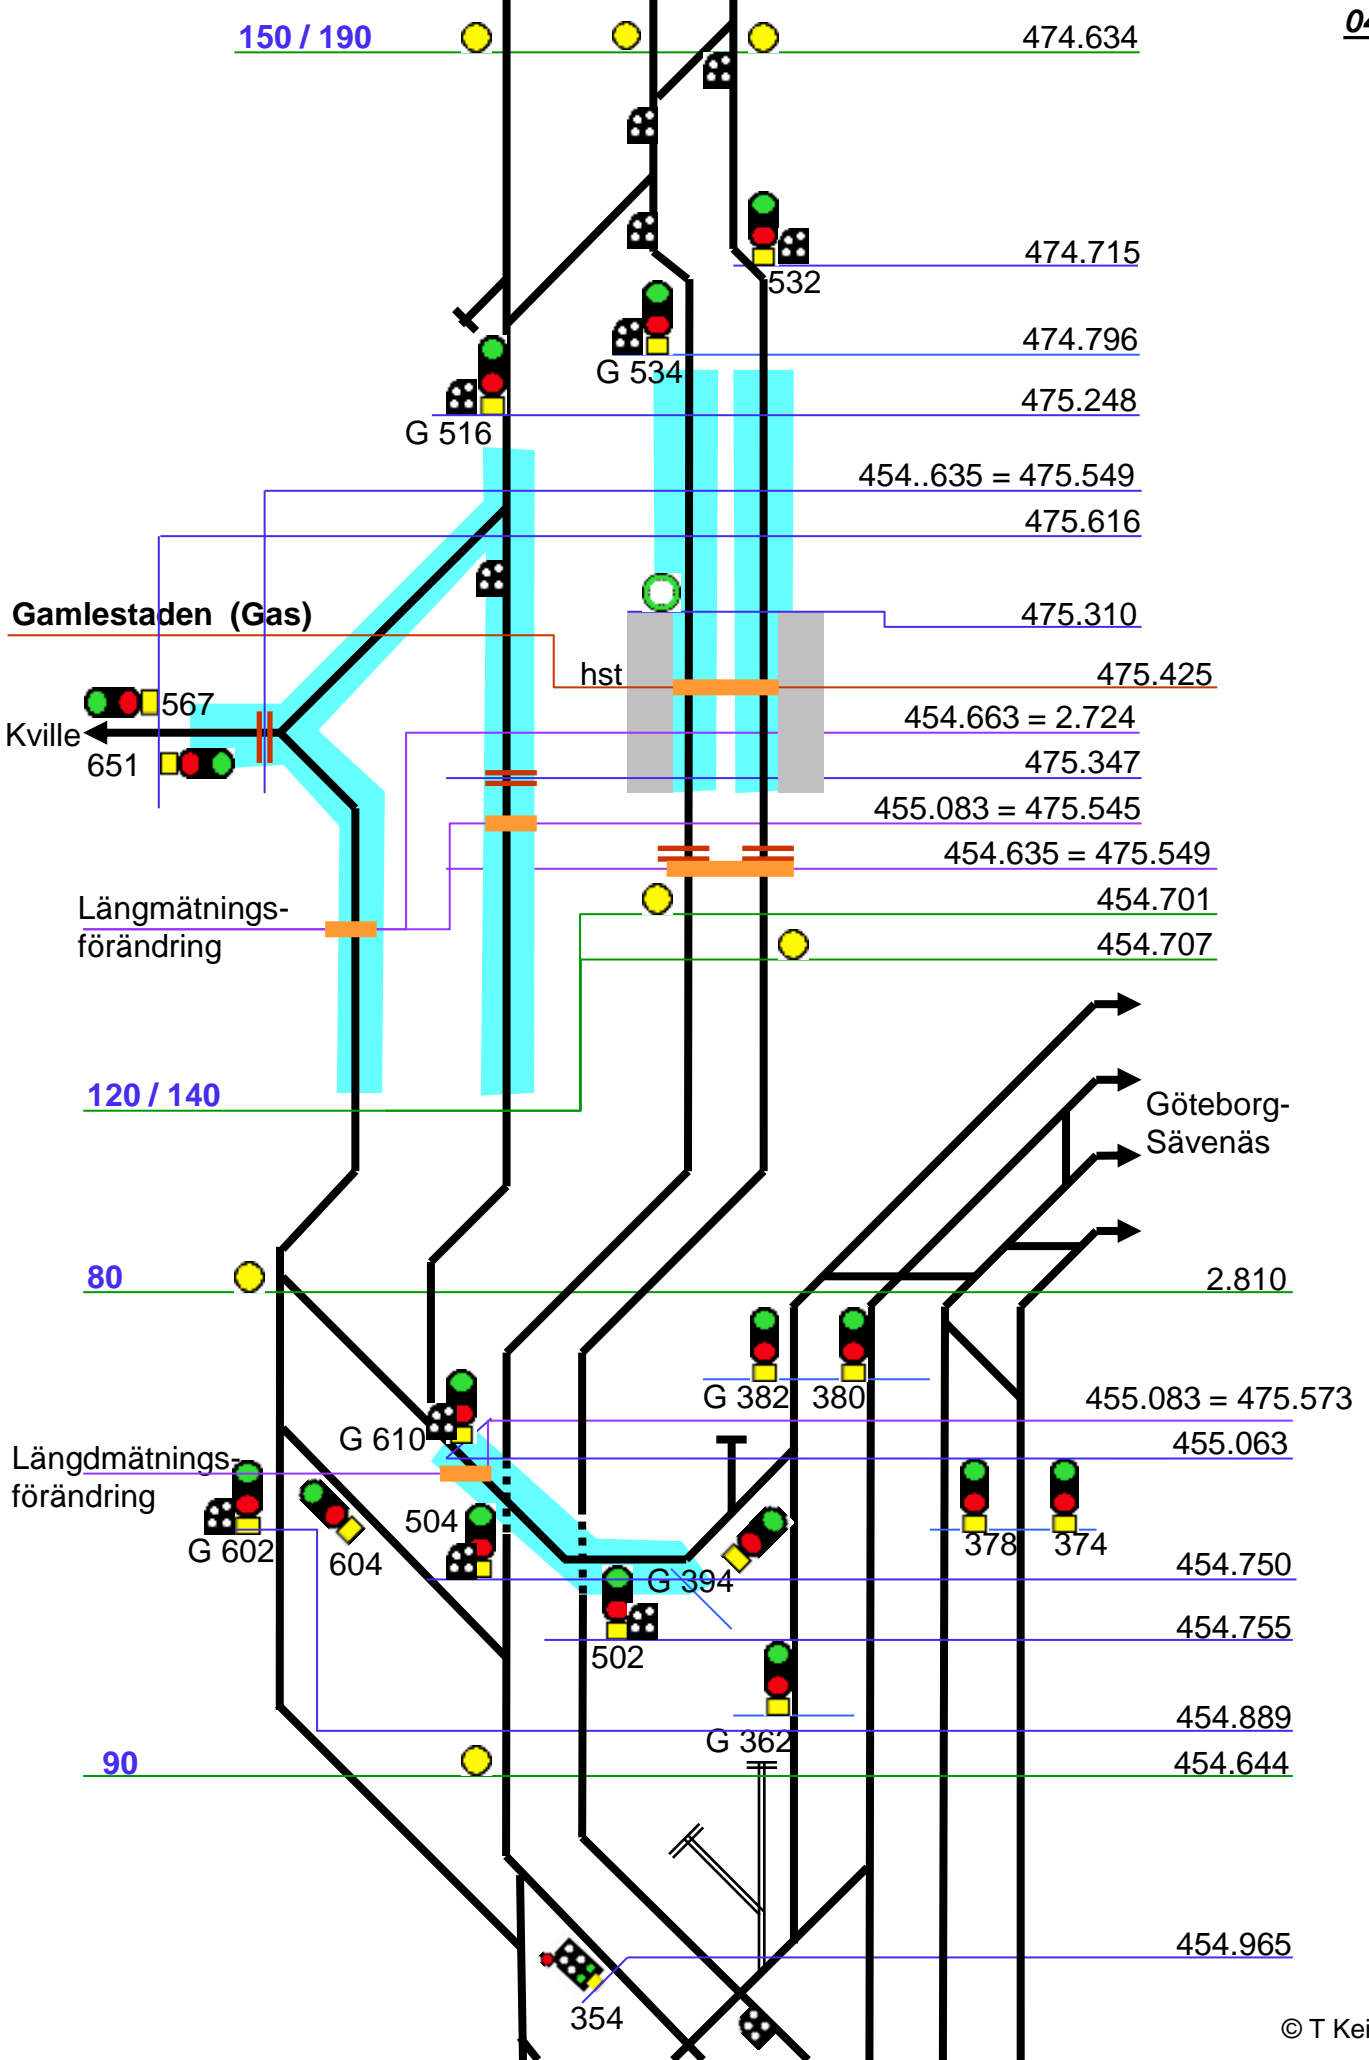 04
150 / 190
474.634
474.715
532
474.796
G 534
475.248
G 516
454..635 = 475.549
475.616
Gamlestaden (Gas)
475.310
hst
475.425
567
454.663 = 2.724
Kville
651
475.347
455.083 = 475.545
454.635 = 475.549
454.701
Längmätnings-
förändring
454.707
120 / 140
Göteborg-
Sävenäs
80
2.810
G 382
380
455.083 = 475.573
G 610
455.063
Längdmätnings-
förändring
504
G 602
604
378
374
454.750
G 394
454.755
502
454.889
G 362
90
454.644
454.965
354
© T Kei